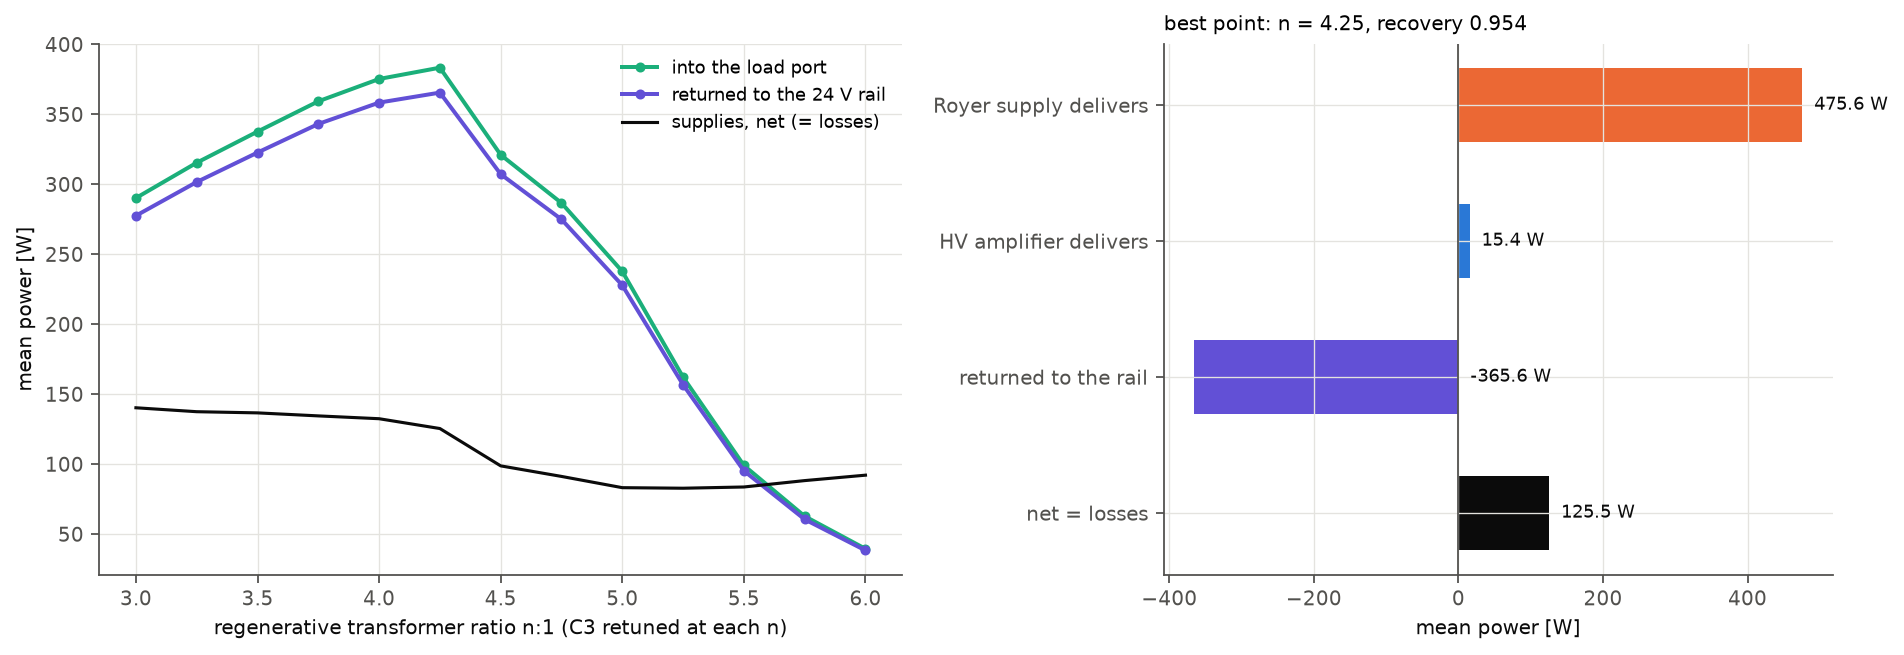 400
350
300
250
200
150
100
50
mean power [W]
3.0 3.5 4.0 4.5 5.0 5.5 6.0
regenerative transformer ratio n:1 (C3 retuned at each n)
into the load port
returned to the 24 V rail
supplies, net (= losses)
best point: n = 4.25, recovery 0.954
Royer supply delivers
475.6 W
HV amplifier delivers
15.4 W
returned to the rail
-365.6 W
net = losses
125.5 W
−400 −200 0 200 400
mean power [W]